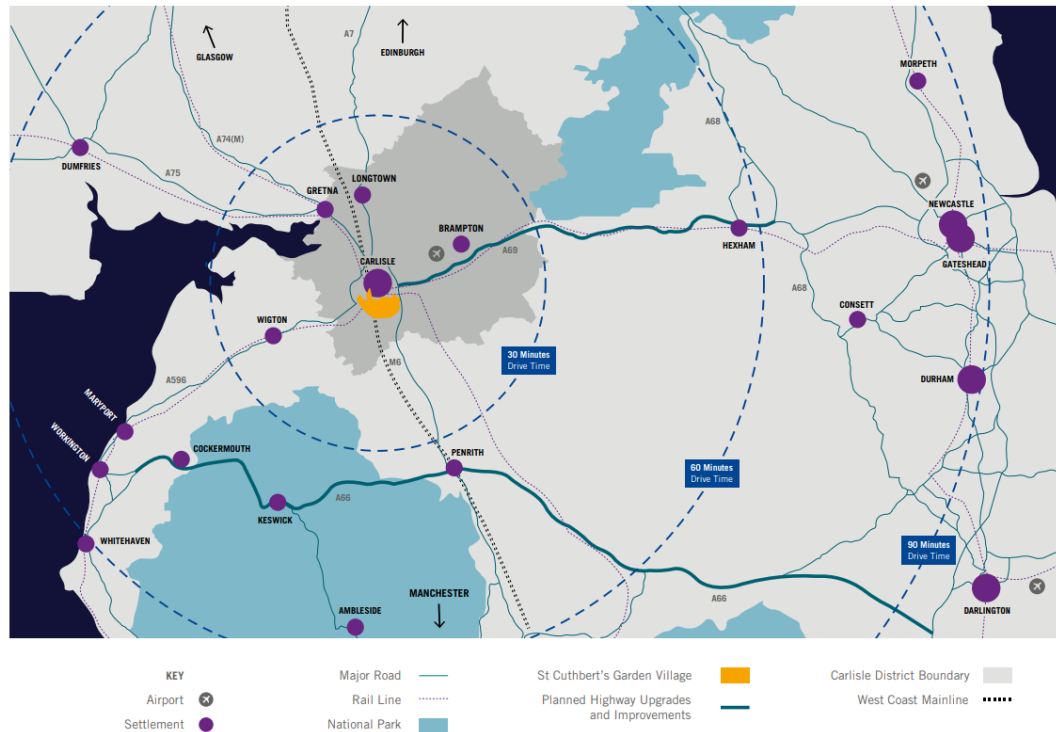 A7
GLASGOW
EDINBURGH
MORPETH
A68
A74(M)
DUMFRIES
A75
LONGTOWN
GRETNA
NEWCASTLE
BRAMPTON
HEXHAM
A69
CARLISLE
GATESHEAD
A68
CONSETT
WIGTON
30 Minutes
Drive Time
M6
DURHAM
A596
MARYPORT
WORKINGTON
COCKERMOUTH
PENRITH
60 Minutes
Drive Time
A66
KESWICK
WHITEHAVEN
90 Minutes
Drive Time
MANCHESTER
A66
AMBLESIDE
DARLINGTON
KEY
Airport
Settlement
Major Road
Rail Line
National Park
St Cuthbert's Garden Village
Planned Highway Upgrades
and Improvements
Carlisle District Boundary
West Coast Mainline